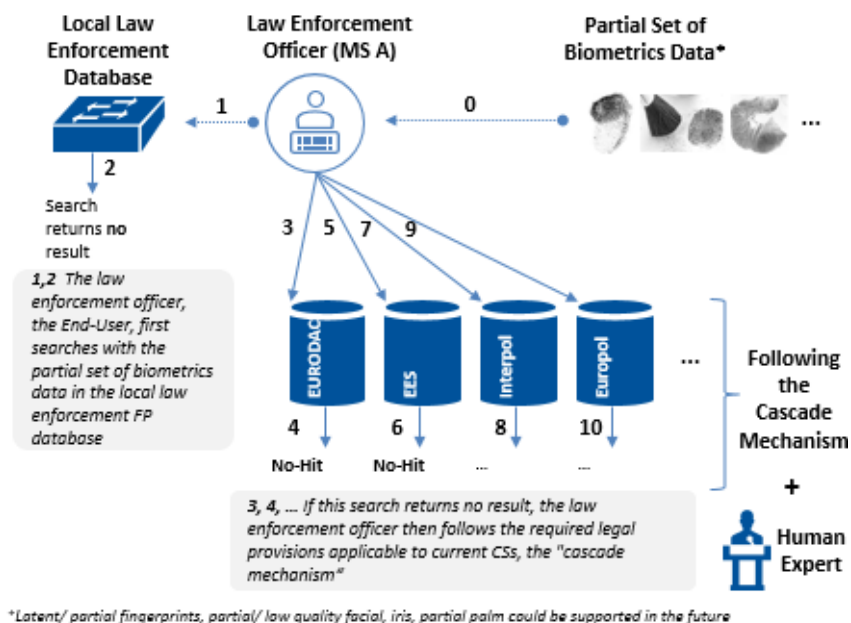 Local Law
Enforcement
Database
Law Enforcement
Officer (MS A)
Partial Set of
Biometrics Data*
1
0
...
2
Search
returns no
result
3
5
7
9
1,2 The law
enforcement officer,
the End-User, first
searches with the
partial set of biometrics
data in the local law
enforcement FP
database
EURODAC
EES
Interpol
Europol
...
Following
the
Cascade
Mechanism
4
6
8
10
No-Hit
No-Hit
...
...
+
3, 4, ... If this search returns no result, the law
enforcement officer then follows the required legal
provisions applicable to current CSs, the "cascade
mechanism"
Human
Expert
*Latent/ partial fingerprints, partial/ low quality facial, iris, partial palm could be supported in the future